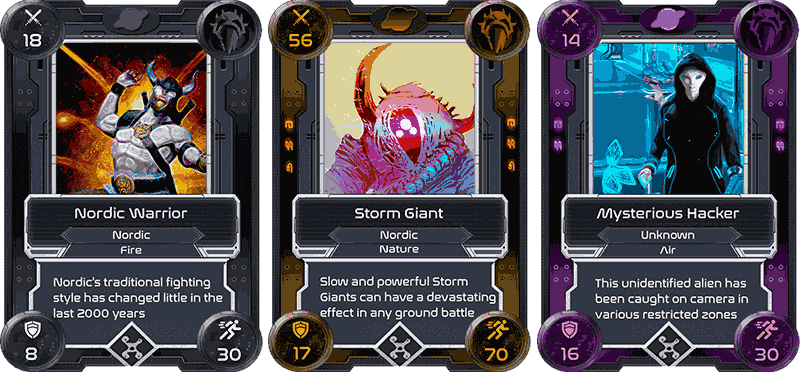 18
Nordic Warrior
Nordic
Fire
Nordic's traditional fighting
style has changed little in the
last 2000 years
8
30
56
Storm Giant
Nordic
Nature
Slow and powerful Storm
Giants can have a devastating
effect in any ground battle
17
70
14
Mysterious Hacker
Unknown
Air
This unidentified alien has
been caught on camera in
various restricted zones
16
30